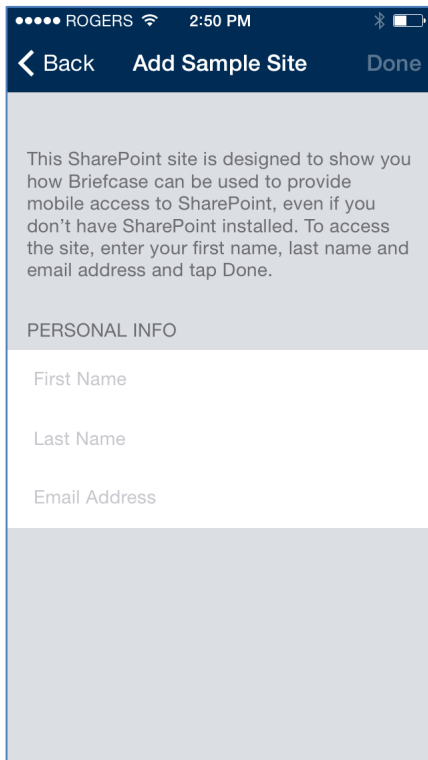 ROGERS 2:50 PM
Back Add Sample Site Done
This SharePoint site is designed to show you
how Briefcase can be used to provide
mobile access to SharePoint, even if you
don't have SharePoint installed. To access
the site, enter your first name, last name and
email address and tap Done.
PERSONAL INFO
First Name
Last Name
Email Address